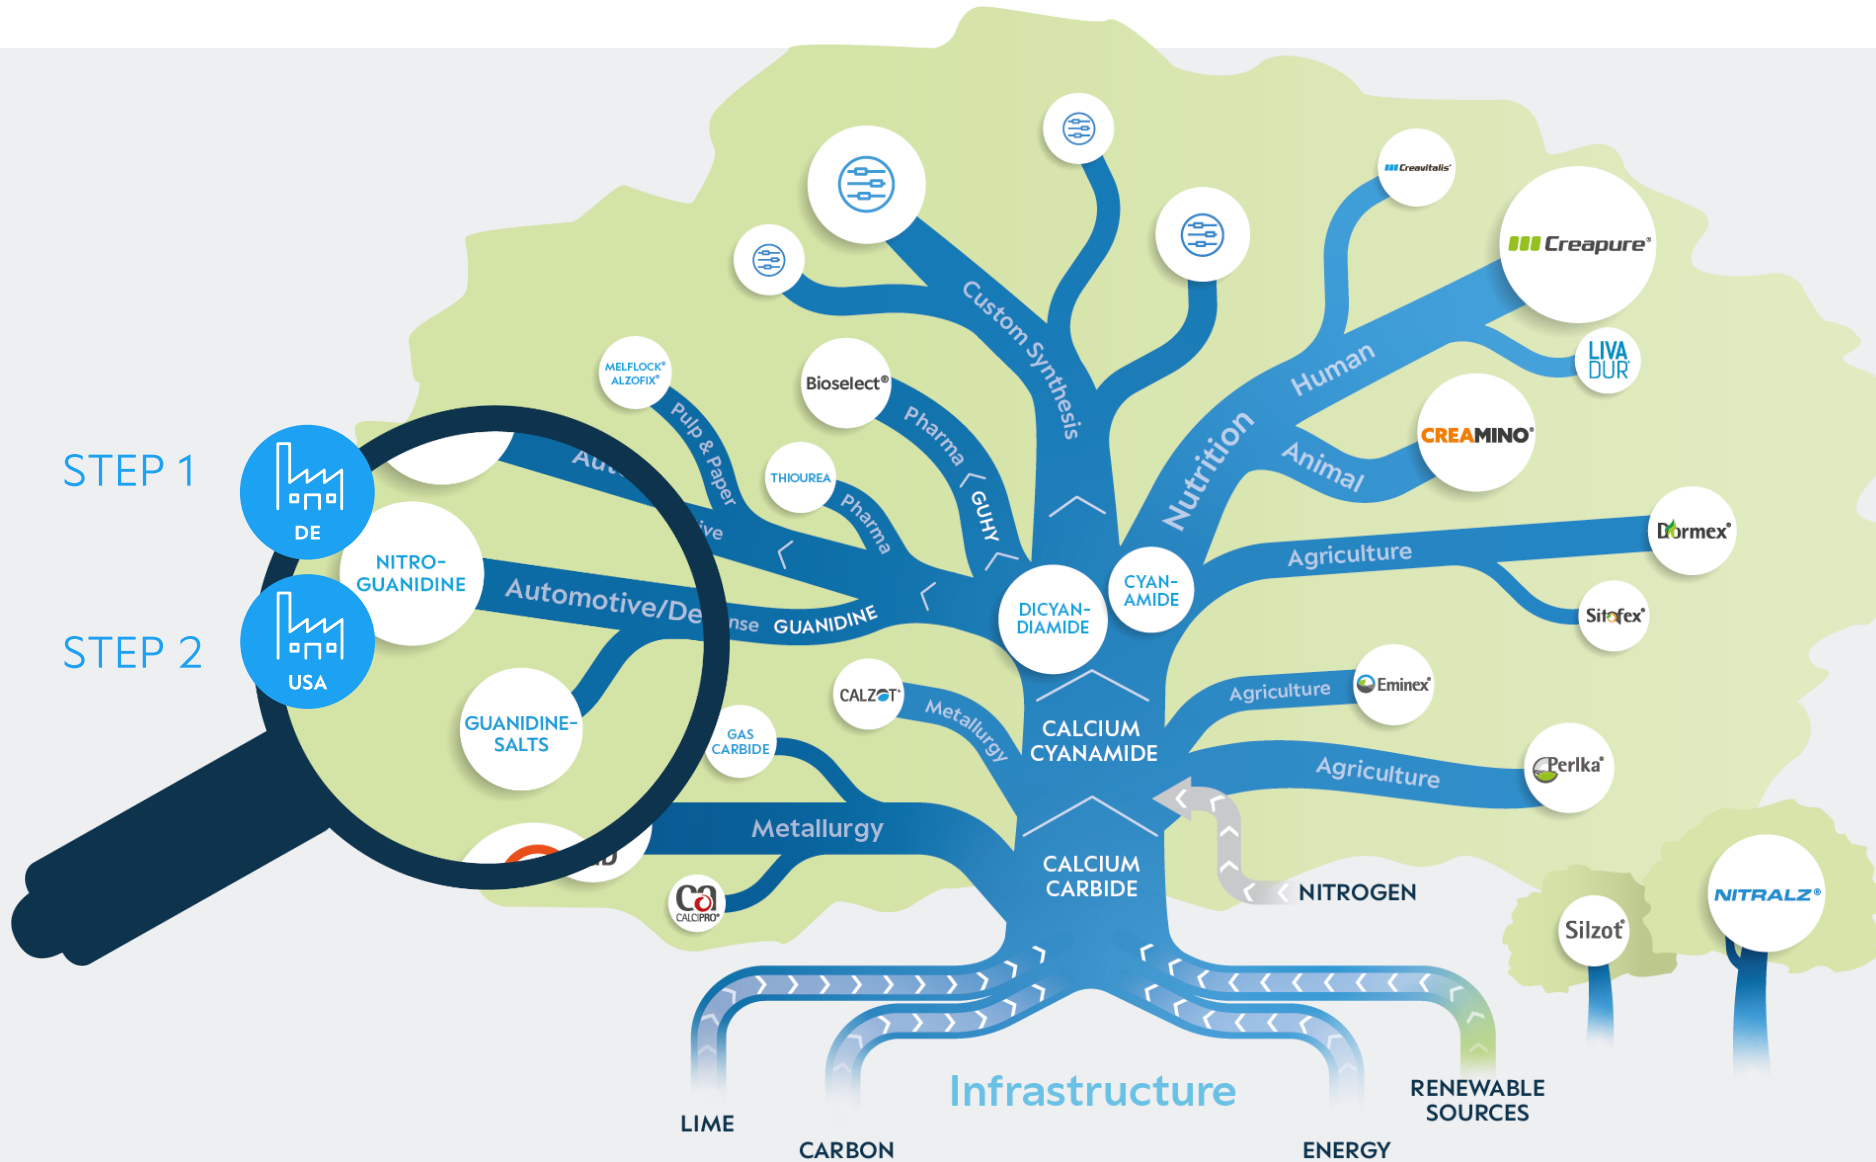 Creavitalis®
Creapure®
LIVA
DUR®
CREAMINO®
Custom Synthesis
Human
Nutrition
Animal
MELFLOCK®
ALZOFIX®
Pulp & Paper
Bioselect®
Pharma
GUHY
THIOUREA
Pharma
STEP 1
DE
STEP 2
USA
NITRO-
GUANIDINE
Automotive/De
nse
GUANIDINE
GUANIDINE-
SALTS
DICYAN-
DIAMIDE
CYAN-
AMIDE
Agriculture
Dormex®
Sitofex®
Agriculture
Eminex®
Agriculture
Perlka®
CALZOT®
Metallurgy
GAS
CARBIDE
Metallurgy
CALCIPRO®
CALCIUM
CYANAMIDE
CALCIUM
CARBIDE
NITROGEN
Silzot®
NITRALZ®
Infrastructure
LIME
CARBON
ENERGY
RENEWABLE
SOURCES